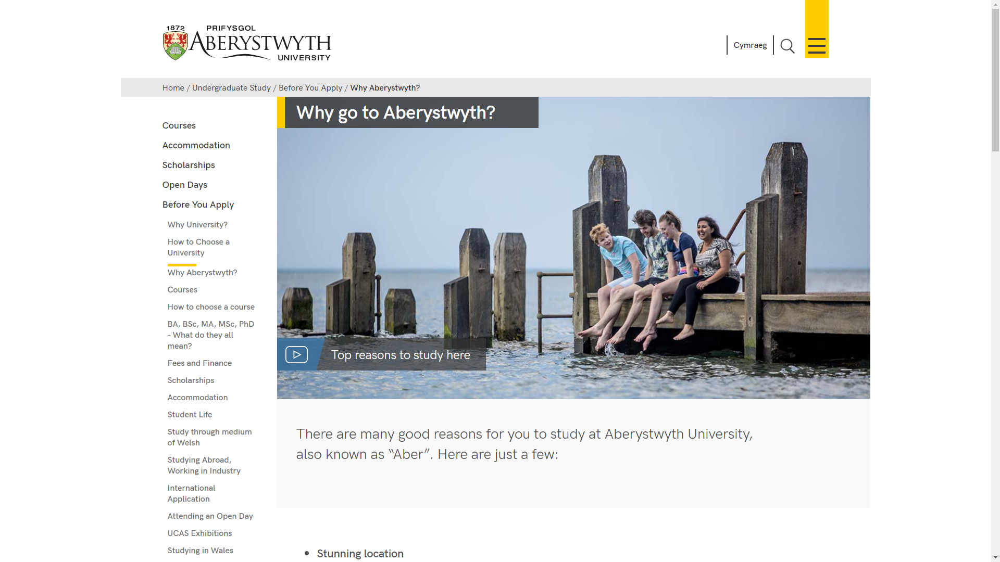 1872
PRIFYSGOL
ABERYSTWYTH
UNIVERSITY
Cymraeg
Home / Undergraduate Study / Before You Apply / Why Aberystwyth?
Why go to Aberystwyth?
Courses
Accommodation
Scholarships
Open Days
Before You Apply
Why University?
How to Choose a
University
Why Aberystwyth?
Courses
How to choose a course
BA, BSc, MA, MSc, PhD
- What do they all
mean?
Fees and Finance
Scholarships
Accommodation
Student Life
Study through medium
of Welsh
Studying Abroad,
Working in Industry
International
Application
Attending an Open Day
UCAS Exhibitions
Studying in Wales
Top reasons to study here
There are many good reasons for you to study at Aberystwyth University,
also known as “Aber”. Here are just a few:
• Stunning location